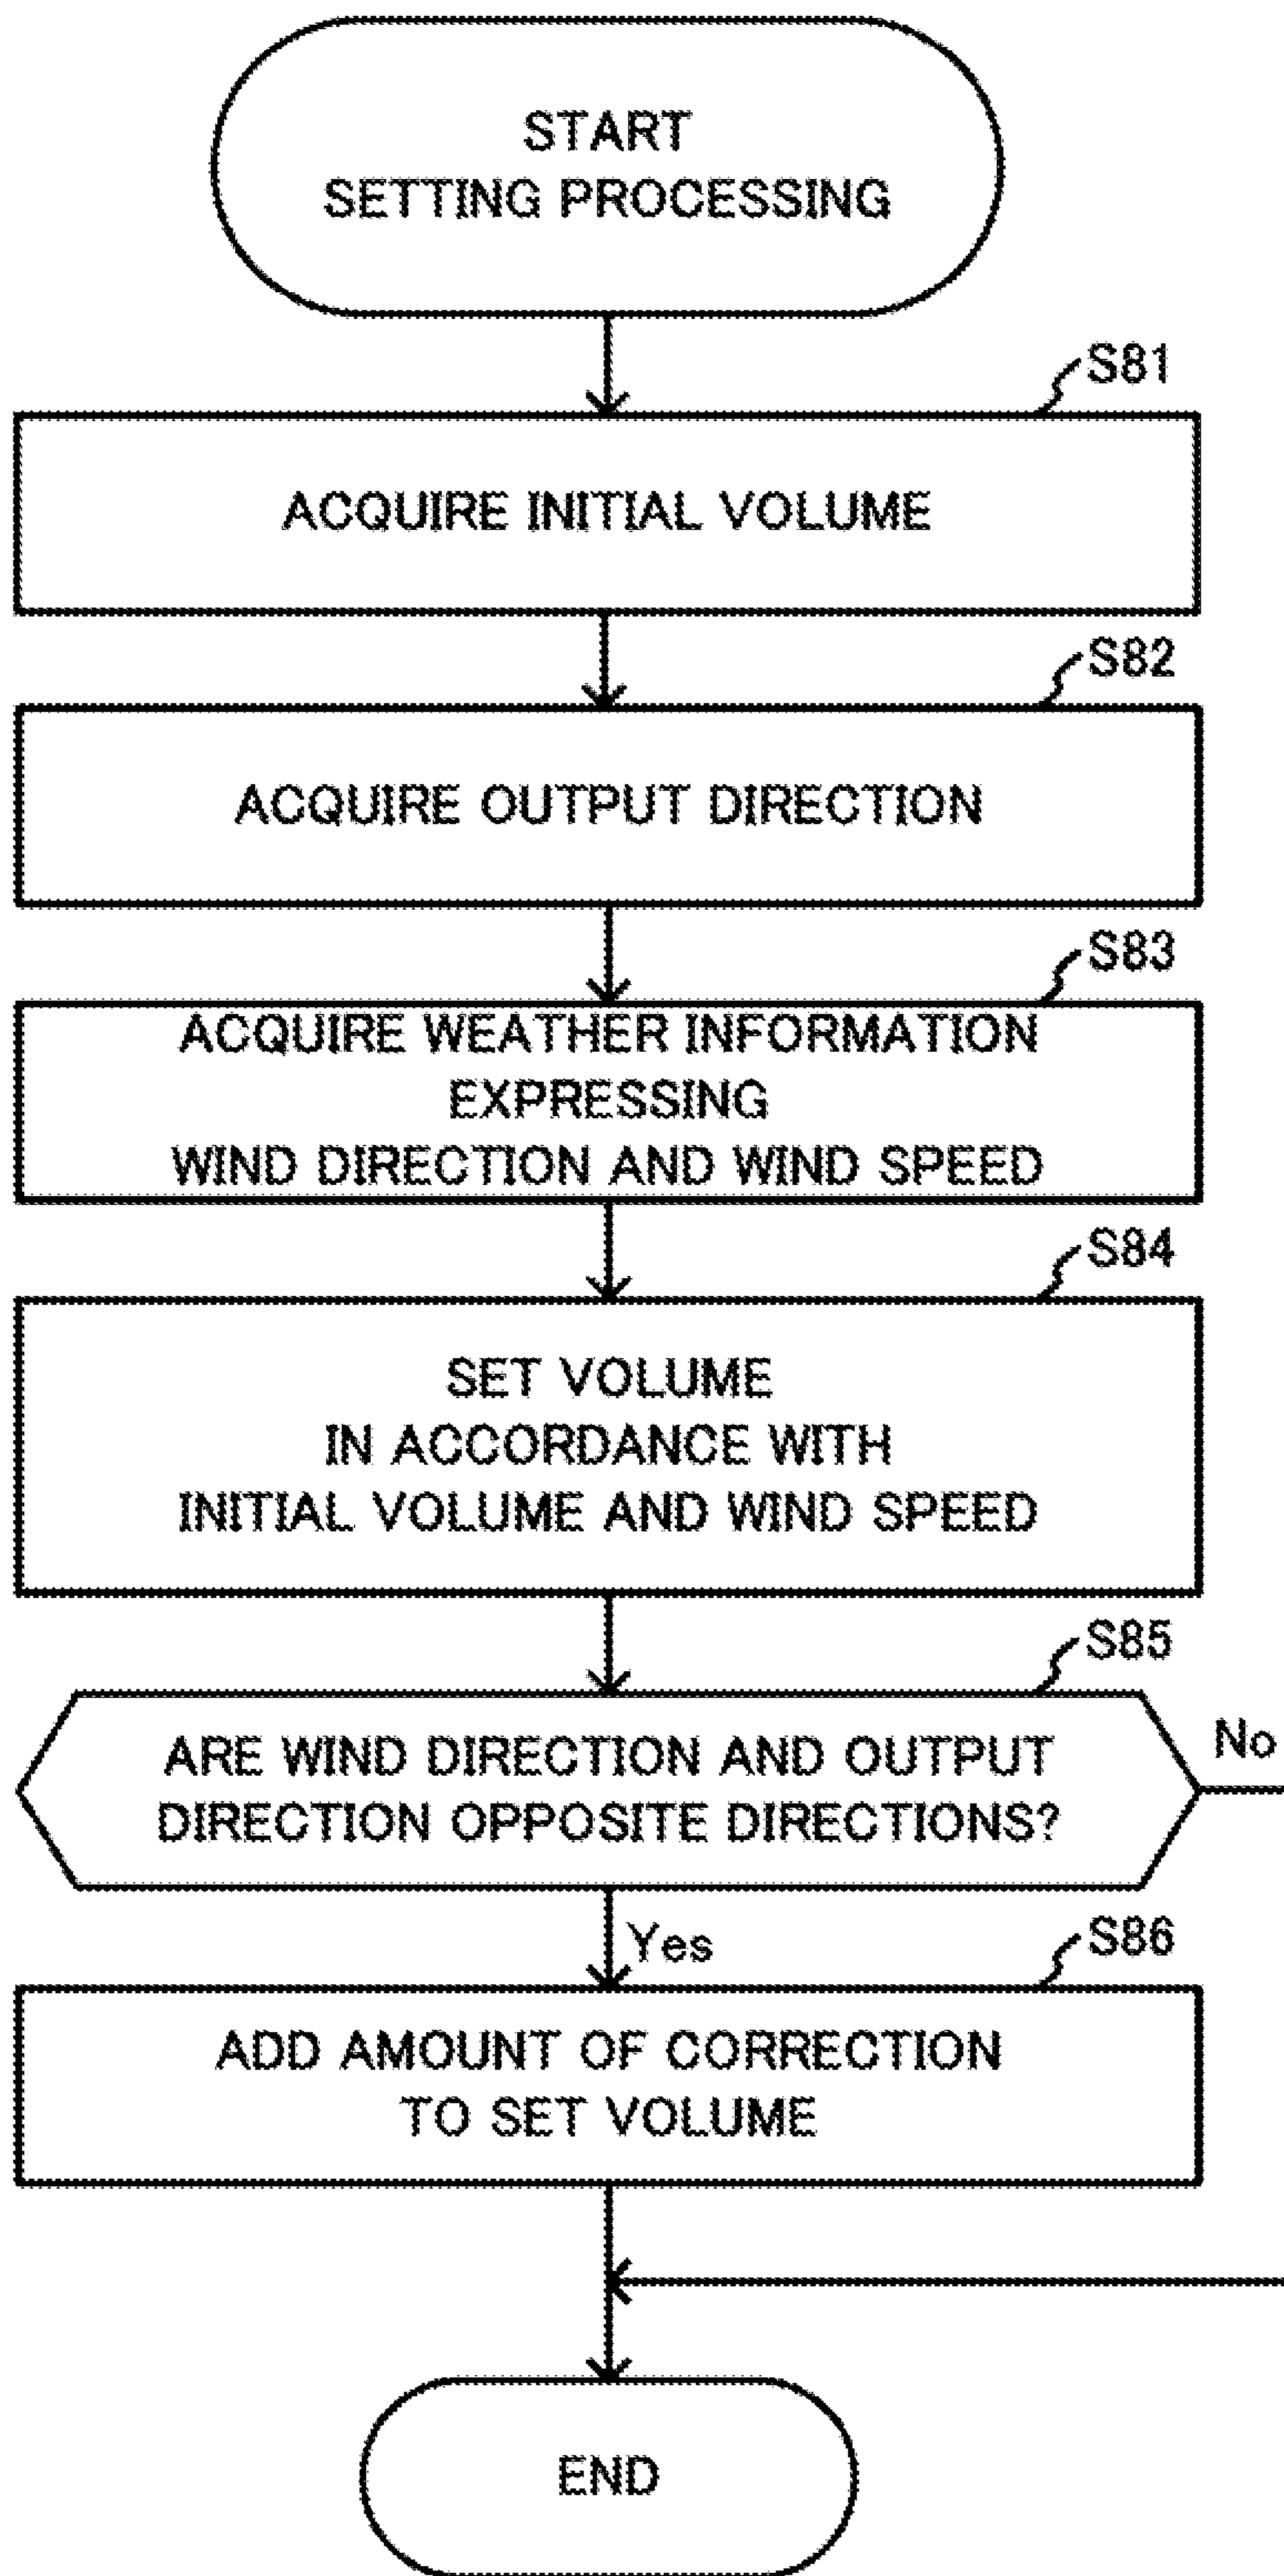 START
SETTING PROCESSING
S81
ACQUIRE INITIAL VOLUME
S82
ACQUIRE OUTPUT DIRECTION
S83
ACQUIRE WEATHER INFORMATION
EXPRESSING
WIND DIRECTION AND WIND SPEED
S84
SET VOLUME
IN ACCORDANCE WITH
INITIAL VOLUME AND WIND SPEED
S85
ARE WIND DIRECTION AND OUTPUT
DIRECTION OPPOSITE DIRECTIONS?
No
Yes
S86
ADD AMOUNT OF CORRECTION
TO SET VOLUME
END